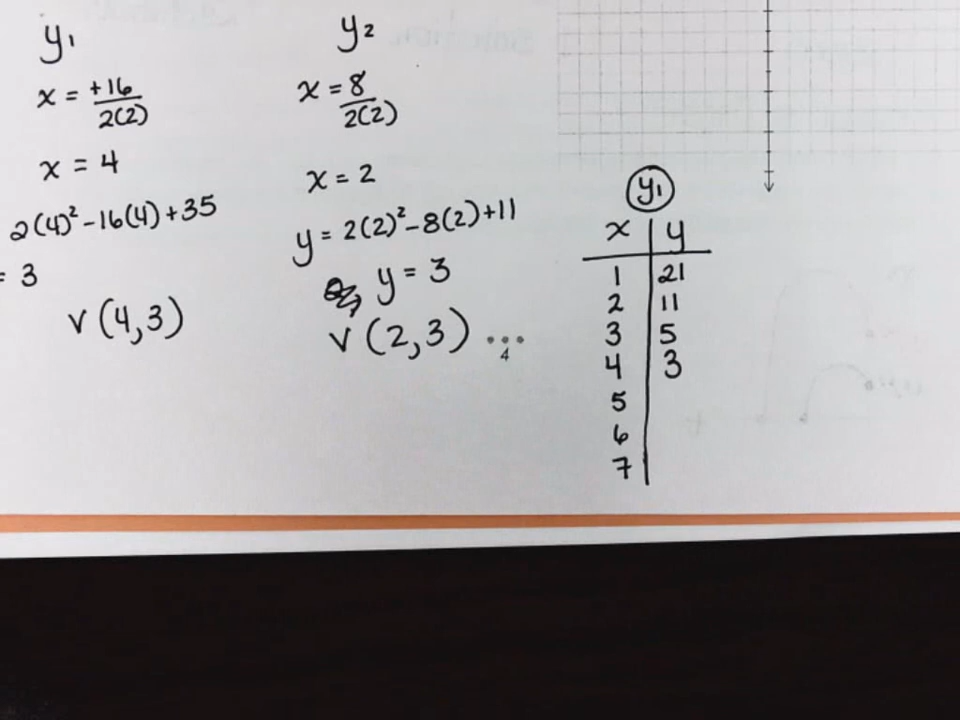 y₁
x = +16/2(2)
x = 4
2(4)² - 16(4) + 35
= 3
V (4,3)
y₂
x = 8/2(2)
x = 2
y = 2(2)² - 8(2) + 11
y = 3
V (2,3)
4
y₁
x | y
1 | 21
2 | 11
3 | 5
4 | 3
5
6
7